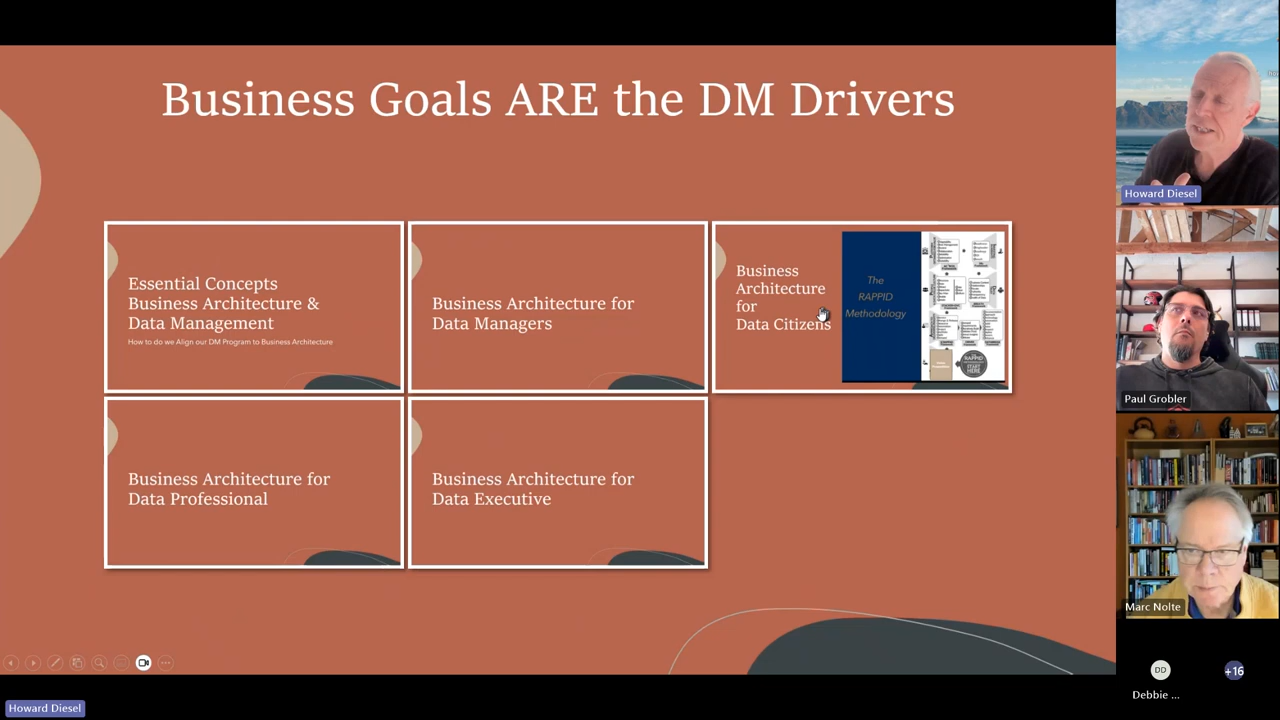 Business Goals ARE the DM Drivers
Essential Concepts
Business Architecture &
Data Management
How to do we Align our DM Program to Business Architecture
Business Architecture for
Data Managers
Business
Architecture
for
Data Citizens
The
RAPPID
Methodology
RAPPID
START
HERE
Business Architecture for
Data Professional
Business Architecture for
Data Executive
Howard Diesel
Howard Diesel
Paul Grobler
Marc Nolte
DD
Debbie ...
+16